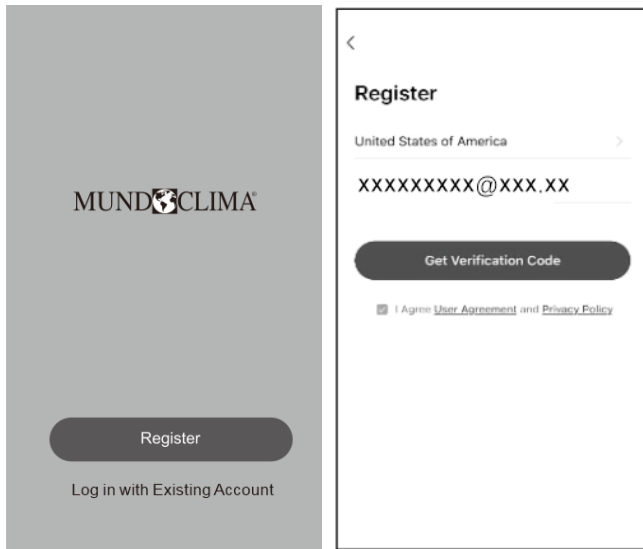 MUNDOCLIMA®
Register
Log in with Existing Account
Register
United States of America
xxxxxxxxx@xxx.xx
Get Verification Code
I Agree User Agreement and Privacy Policy